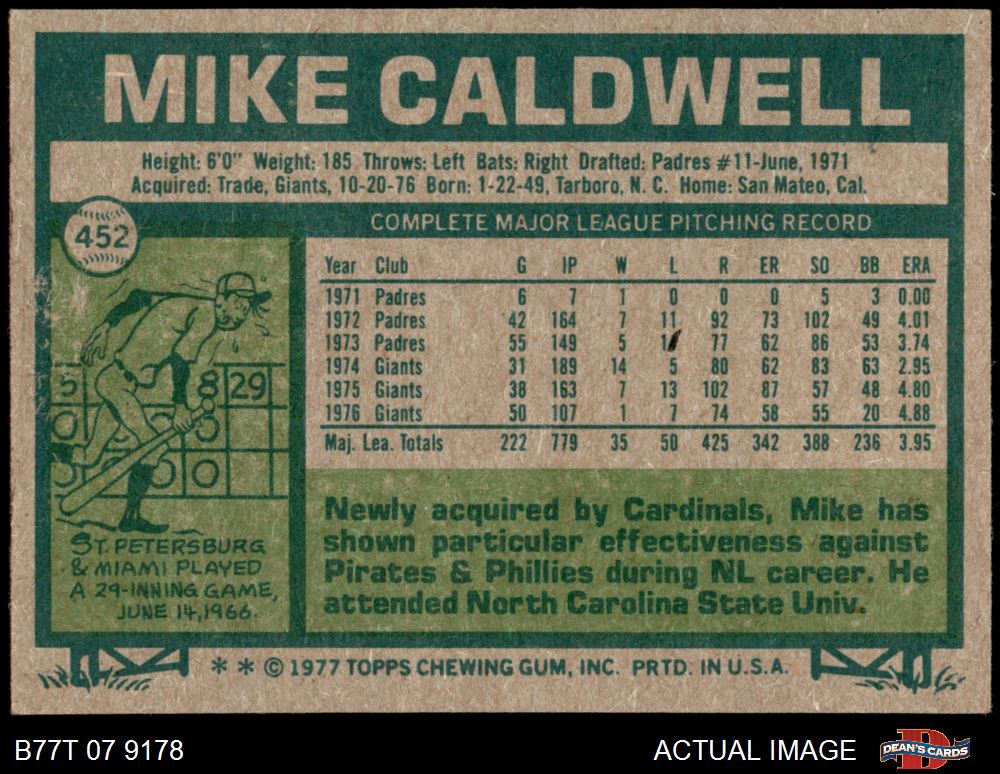 MIKE CALDWELL
Height: 6'0" Weight: 185 Throws: Left Bats: Right Drafted: Padres #11-June, 1971
Acquired: Trade, Giants, 10-20-76 Born: 1-22-49, Tarboro, N. C. Home: San Mateo, Cal.
452
COMPLETE MAJOR LEAGUE PITCHING RECORD
Year Club G IP W L R ER SO BB ERA
1971 Padres 6 7 1 0 0 0 5 3 0.00
1972 Padres 42 164 7 11 92 73 102 49 4.01
1973 Padres 55 149 5 14 77 62 86 53 3.74
1974 Giants 31 189 14 5 80 62 83 63 2.95
1975 Giants 38 163 7 13 102 87 57 48 4.80
1976 Giants 50 107 1 7 74 58 55 20 4.88
Maj. Lea. Totals 222 779 35 50 425 342 388 236 3.95
5 8 29
0 0
0 0
ST. PETERSBURG
& MIAMI PLAYED
A 29-INNING GAME,
JUNE 14, 1966.
Newly acquired by Cardinals, Mike has
shown particular effectiveness against
Pirates & Phillies during NL career. He
attended North Carolina State Univ.
* * © 1977 TOPPS CHEWING GUM, INC. PRTD. IN U.S.A.
B77T 07 9178
ACTUAL IMAGE
DEAN'S CARDS